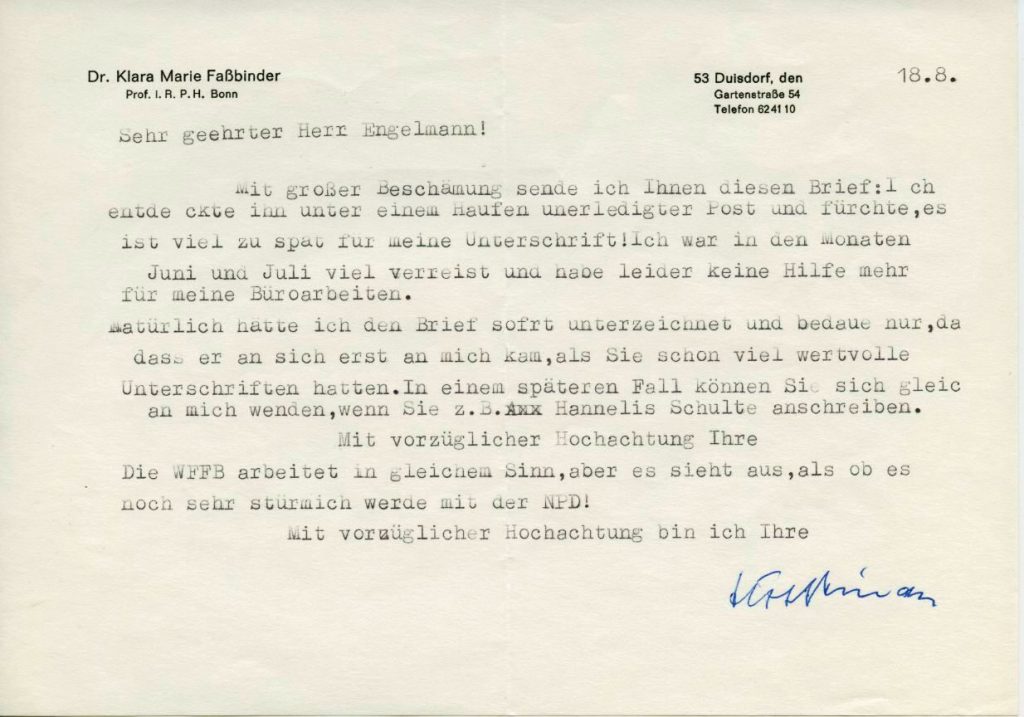 Dr. Klara Marie Faßbinder
Prof. I. R. P. H. Bonn
53 Duisdorf, den 18.8.
Gartenstraße 54
Telefon 6241 10
Sehr geehrter Herr Engelmann!
Mit großer Beschämung sende ich Ihnen diesen Brief:I ch
entde ckte ihn unter einem Haufen unerledigter Post und fürchte,es
ist viel zu spät für meine Unterschrift!Ich war in den Monaten
Juni und Juli viel verreist und habe leider keine Hilfe mehr
für meine Büroarbeiten.
Natürlich hätte ich den Brief sofrt unterzeichnet und bedaue nur,da
dass er an sich erst an mich kam,als Sie schon viel wertvolle
Unterschriften hatten.In einem späteren Fall können Sie sich gleic
an mich wenden,wenn Sie z.B. Hannelis Schulte anschreiben.
Mit vorzüglicher Hochachtung Ihre
Die WFFB arbeitet in gleichem Sinn,aber es sieht aus,als ob es
noch sehr stürmich werde mit der NPD!
Mit vorzüglicher Hochachtung bin ich Ihre